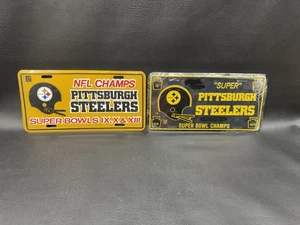 NFL CHAMPS
PITTSBURGH
STEELERS
SUPER BOWLS IX, X & XIII
"SUPER"
PITTSBURGH
STEELERS
SUPER BOWL CHAMPS